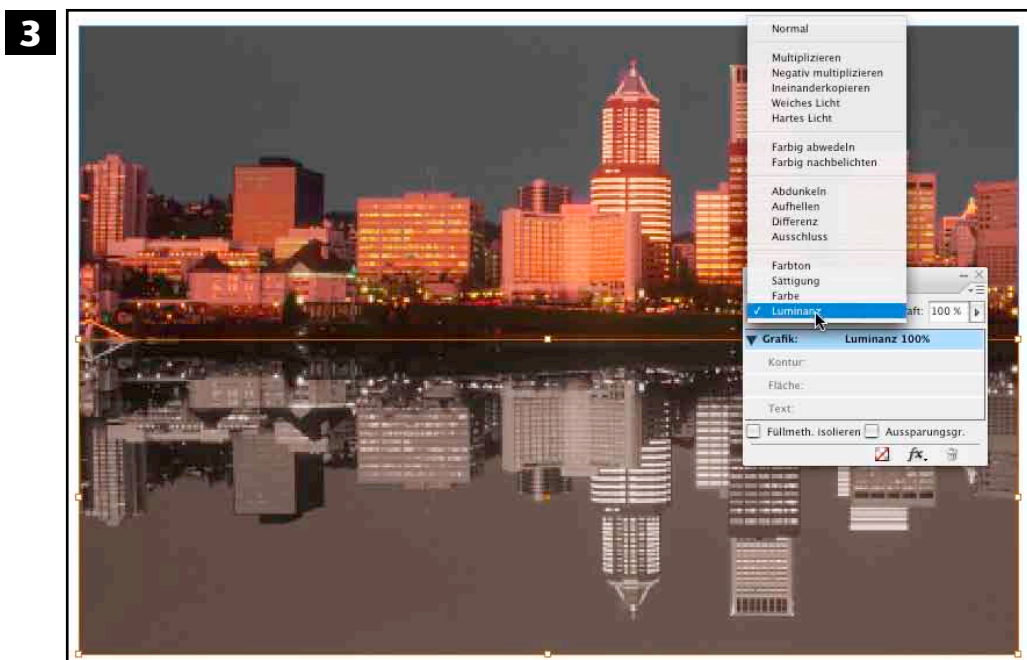 3
Normal
Multiplizieren
Negativ multiplizieren
Ineinanderkopieren
Weiches Licht
Hartes Licht
Farbig abwedeln
Farbig nachbelichten
Abdunkeln
Aufhellen
Differenz
Ausschluss
Farbton
Sättigung
Farbe
✓ Luminanz
aft: 100 %
Grafik: Luminanz 100%
Kontur:
Fläche:
Text:
Füllmeth. isolieren Aussparungsgr.
fx.